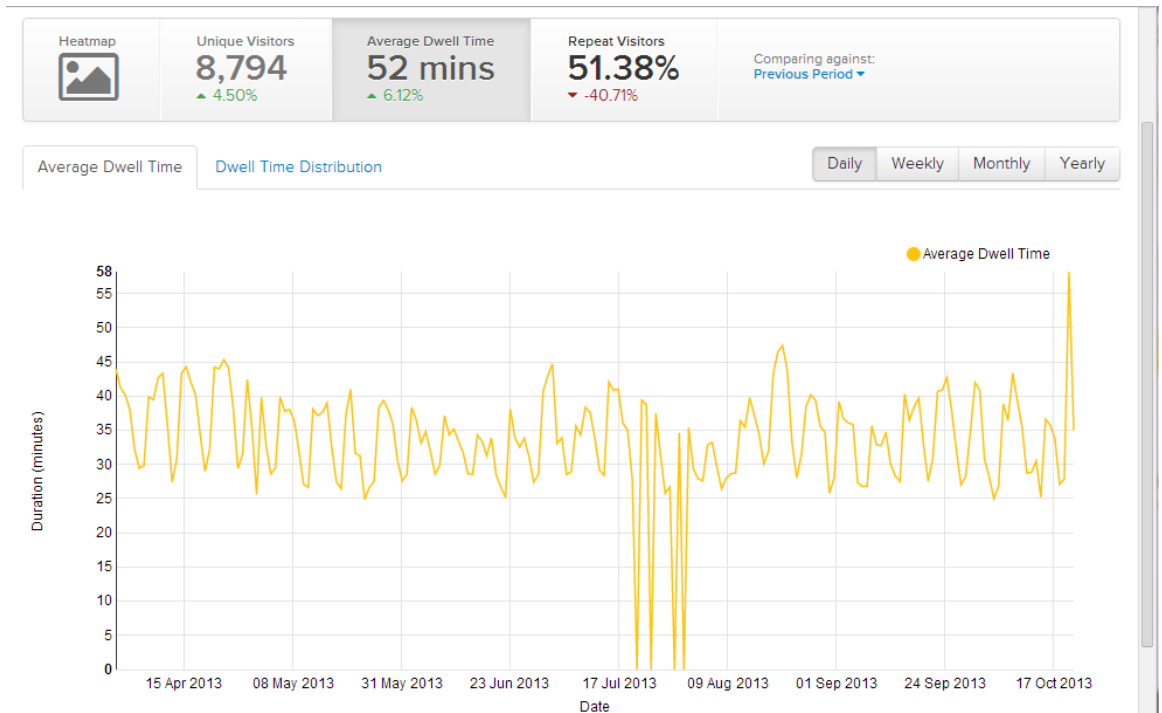 Heatmap
Unique Visitors
8,794
▲ 4.50%
Average Dwell Time
52 mins
▲ 6.12%
Repeat Visitors
51.38%
▼ -40.71%
Comparing against:
Previous Period ▼
Average Dwell Time
Dwell Time Distribution
Daily
Weekly
Monthly
Yearly
Average Dwell Time
58
55
50
45
40
35
30
25
20
15
10
5
0
Duration (minutes)
15 Apr 2013
08 May 2013
31 May 2013
23 Jun 2013
17 Jul 2013
09 Aug 2013
01 Sep 2013
24 Sep 2013
17 Oct 2013
Date